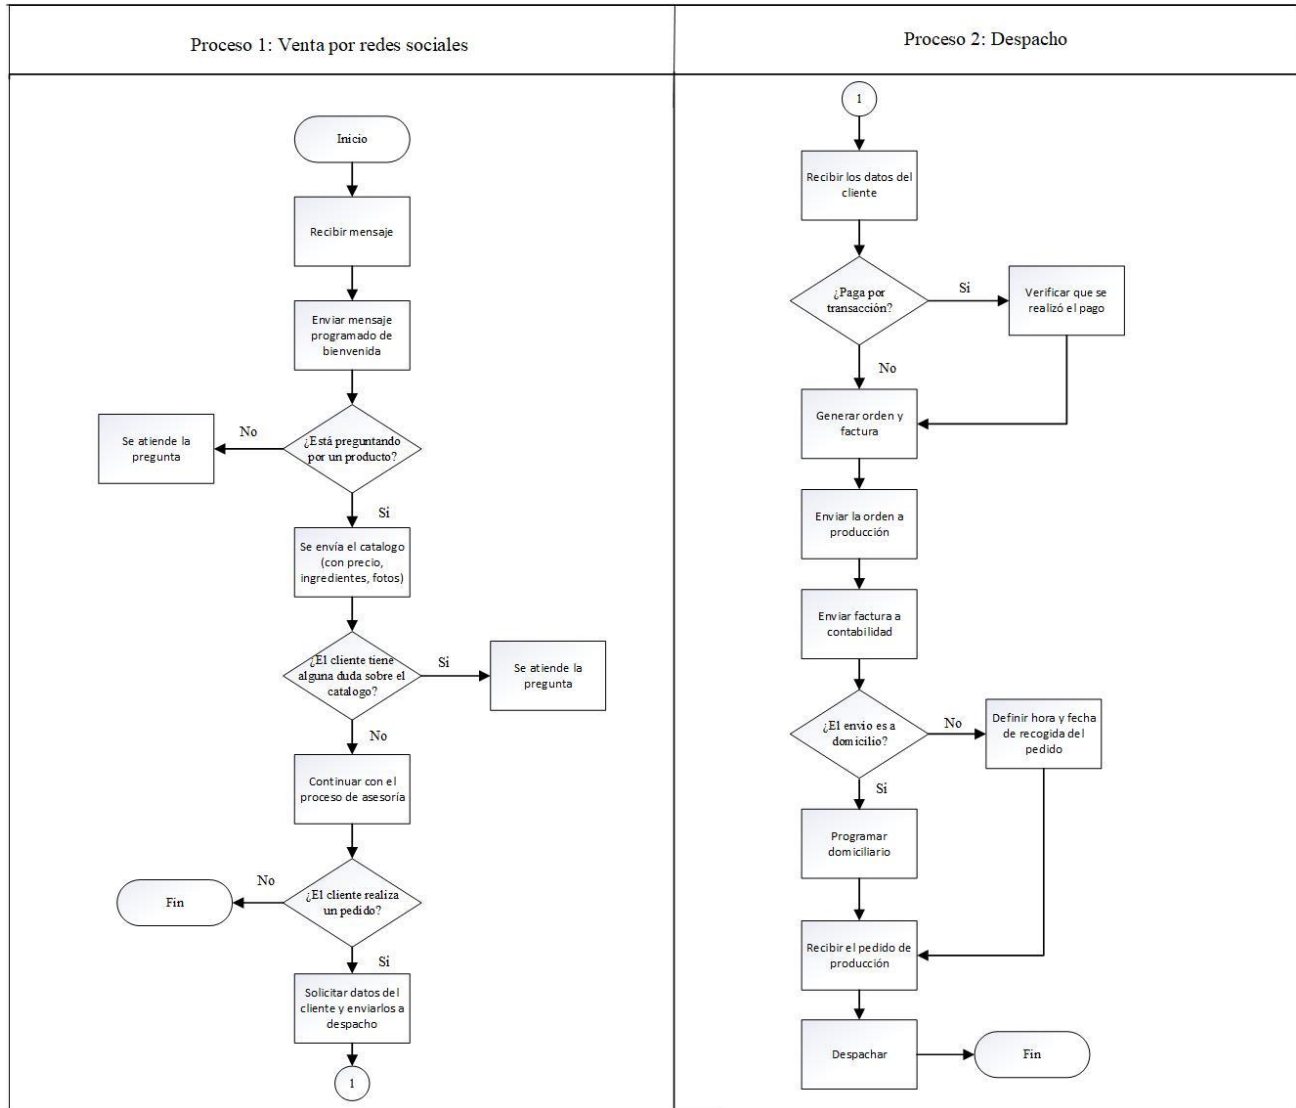 Proceso 1: Venta por redes sociales
Inicio
Recibir mensaje
Enviar mensaje
programado de
bienvenida
¿Está preguntando
por un producto?
No
Se atiende la
pregunta
Si
Se envía el catalogo
(con precio,
ingredientes, fotos)
¿El cliente tiene
alguna duda sobre el
catalogo?
Si
Se atiende la
pregunta
No
Continuar con el
proceso de asesoría
¿El cliente realiza
un pedido?
No
Fin
Si
Solicitar datos del
cliente y enviarlos a
despacho
1
Proceso 2: Despacho
1
Recibir los datos del
cliente
¿Paga por
transacción?
Si
Verificar que se
realizó el pago
No
Generar orden y
factura
Enviar la orden a
producción
Enviar factura a
contabilidad
¿El envio es a
domicilio?
No
Definir hora y fecha
de recogida del
pedido
Si
Programar
domiciliario
Recibir el pedido de
producción
Despachar
Fin